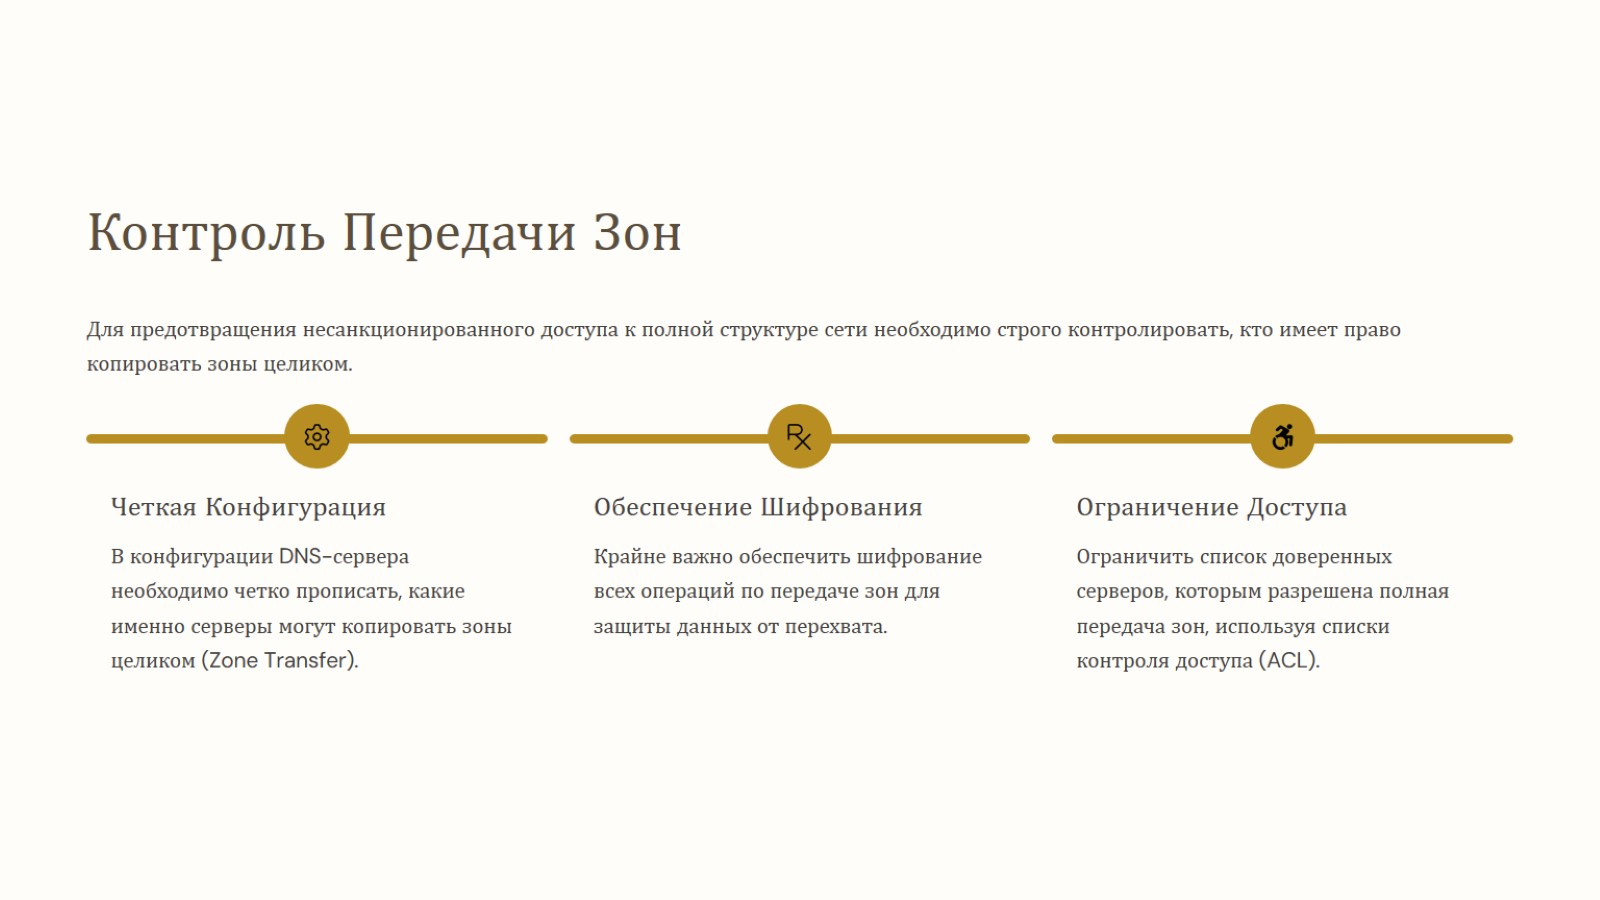 Контроль Передачи Зон
Для предотвращения несанкционированного доступа к полной структуре сети необходимо строго контролировать, кто имеет право
копировать зоны целиком.
Четкая Конфигурация
В конфигурации DNS-сервера
необходимо четко прописать, какие
именно серверы могут копировать зоны
целиком (Zone Transfer).
Обеспечение Шифрования
Крайне важно обеспечить шифрование
всех операций по передаче зон для
защиты данных от перехвата.
Ограничение Доступа
Ограничить список доверенных
серверов, которым разрешена полная
передача зон, используя списки
контроля доступа (ACL).